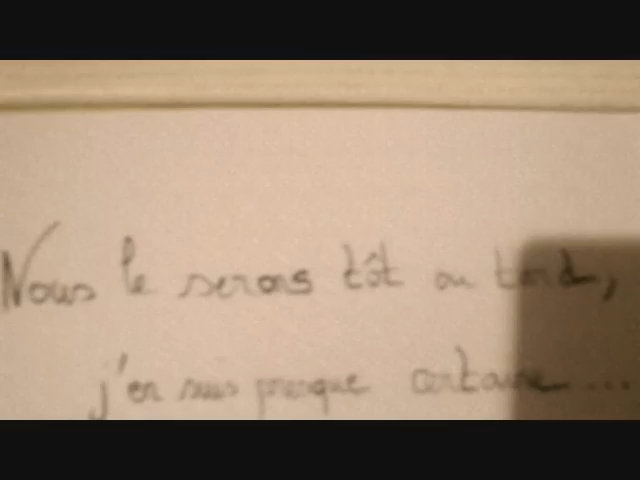 Nous le serons tôt ou tard,
j'en suis presque certaine...